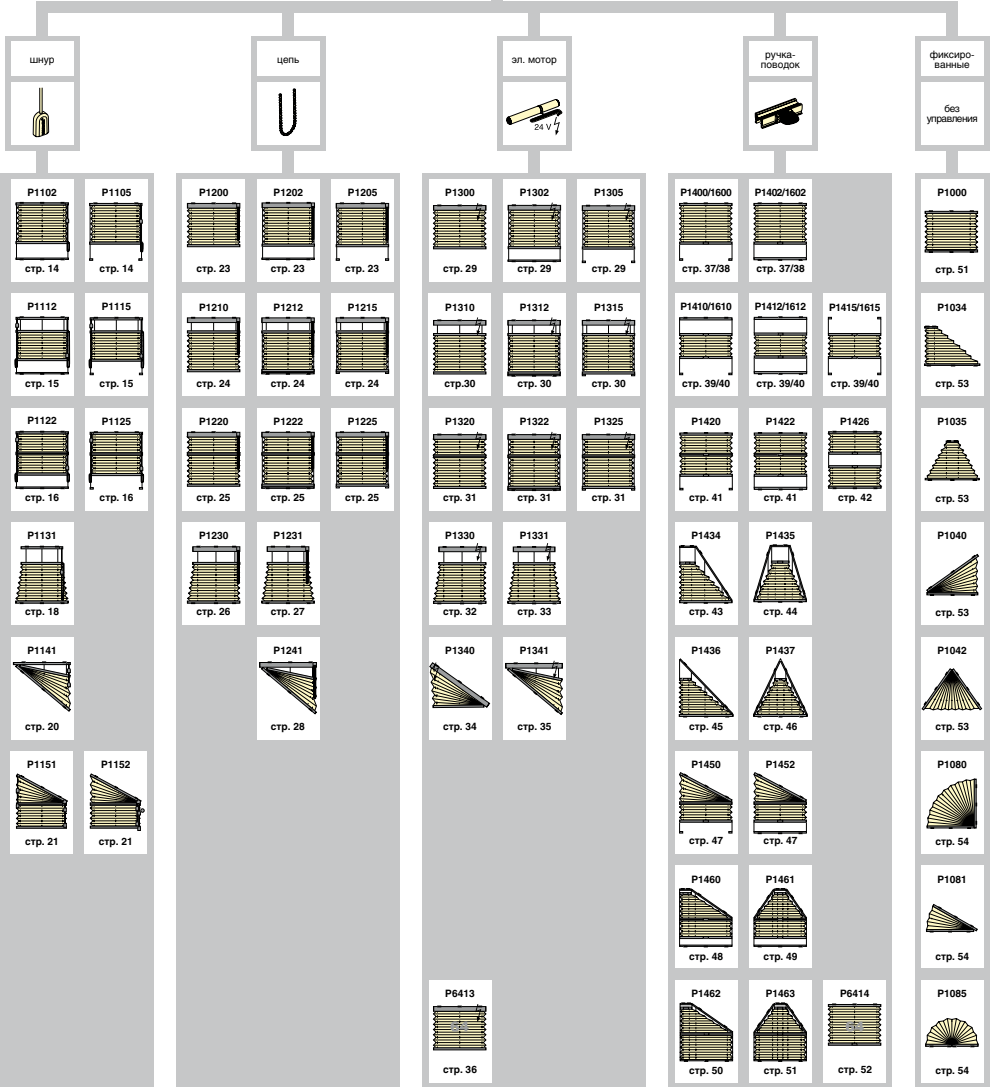 шнур
цепь
эл. мотор
24 V
ручка-
поводок
фиксиро-
ванные
без
управления
P1102
стр. 14
P1105
стр. 14
P1112
стр. 15
P1115
стр. 15
P1122
стр. 16
P1125
стр. 16
P1131
стр. 18
P1141
стр. 20
P1151
стр. 21
P1152
стр. 21
P1200
стр. 23
P1202
стр. 23
P1205
стр. 23
P1210
стр. 24
P1212
стр. 24
P1215
стр. 24
P1220
стр. 25
P1222
стр. 25
P1225
стр. 25
P1230
стр. 26
P1231
стр. 27
P1241
стр. 28
P1300
стр. 29
P1302
стр. 29
P1305
стр. 29
P1310
стр.30
P1312
стр. 30
P1315
стр. 30
P1320
стр. 31
P1322
стр. 31
P1325
стр. 31
P1330
стр. 32
P1331
стр. 33
P1340
стр. 34
P1341
стр. 35
P6413
стр. 36
P1400/1600
стр. 37/38
P1402/1602
стр. 37/38
P1410/1610
стр. 39/40
P1412/1612
стр. 39/40
P1415/1615
стр. 39/40
P1420
стр. 41
P1422
стр. 41
P1426
стр. 42
P1434
стр. 43
P1435
стр. 44
P1436
стр. 45
P1437
стр. 46
P1450
стр. 47
P1452
стр. 47
P1460
стр. 48
P1461
стр. 49
P1462
стр. 50
P1463
стр. 51
P6414
стр. 52
P1000
стр. 51
P1034
стр. 53
P1035
стр. 53
P1040
стр. 53
P1042
стр. 53
P1080
стр. 54
P1081
стр. 54
P1085
стр. 54